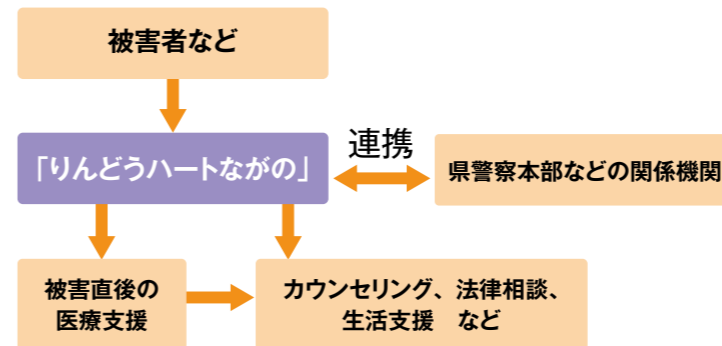 被害者など
「りんどうハートながの」
連携
県警察本部などの関係機関
被害直後の
医療支援
カウンセリング、法律相談、
生活支援　など